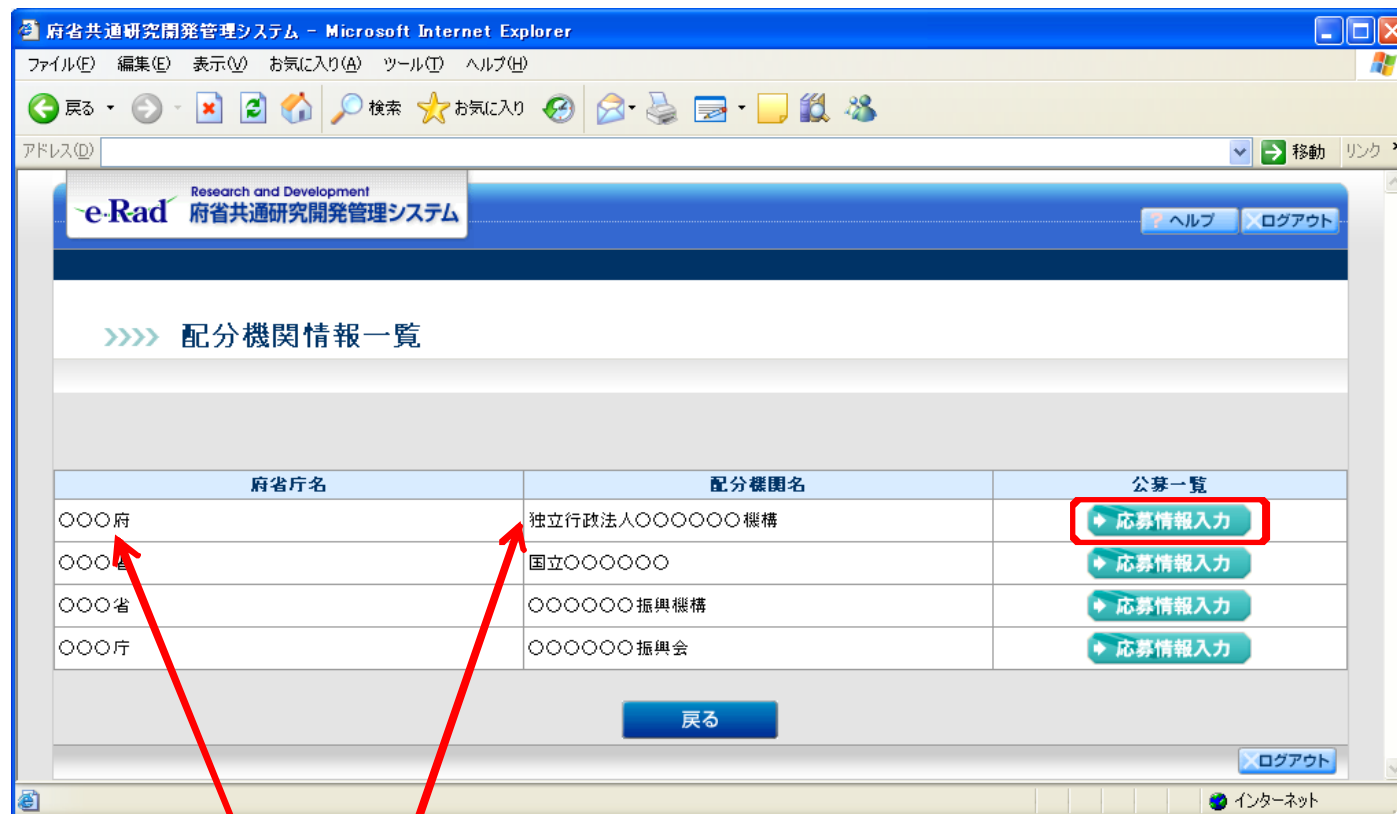 府省共通研究開発管理システム - Microsoft Internet Explorer
ファイル(F) 編集(E) 表示(V) お気に入り(A) ツール(T) ヘルプ(H)
戻る 検索 お気に入り
アドレス(D) 移動 リンク »
e-Rad Research and Development
府省共通研究開発管理システム
? ヘルプ ログアウト
>>>> 配分機関情報一覧
府省庁名 配分機関名 公募一覧
○○○府 独立行政法人○○○○○○機構 応募情報入力
○○○省 国立○○○○○○ 応募情報入力
○○○省 ○○○○○○振興機構 応募情報入力
○○○庁 ○○○○○○振興会 応募情報入力
戻る
ログアウト
インターネット